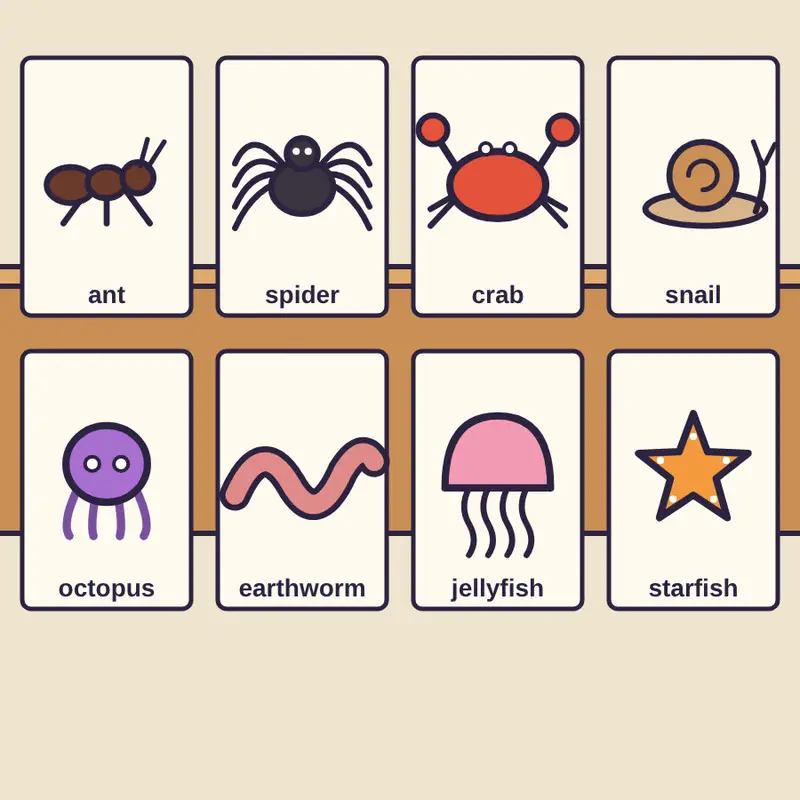 ant
spider
crab
snail
octopus
earthworm
jellyfish
starfish